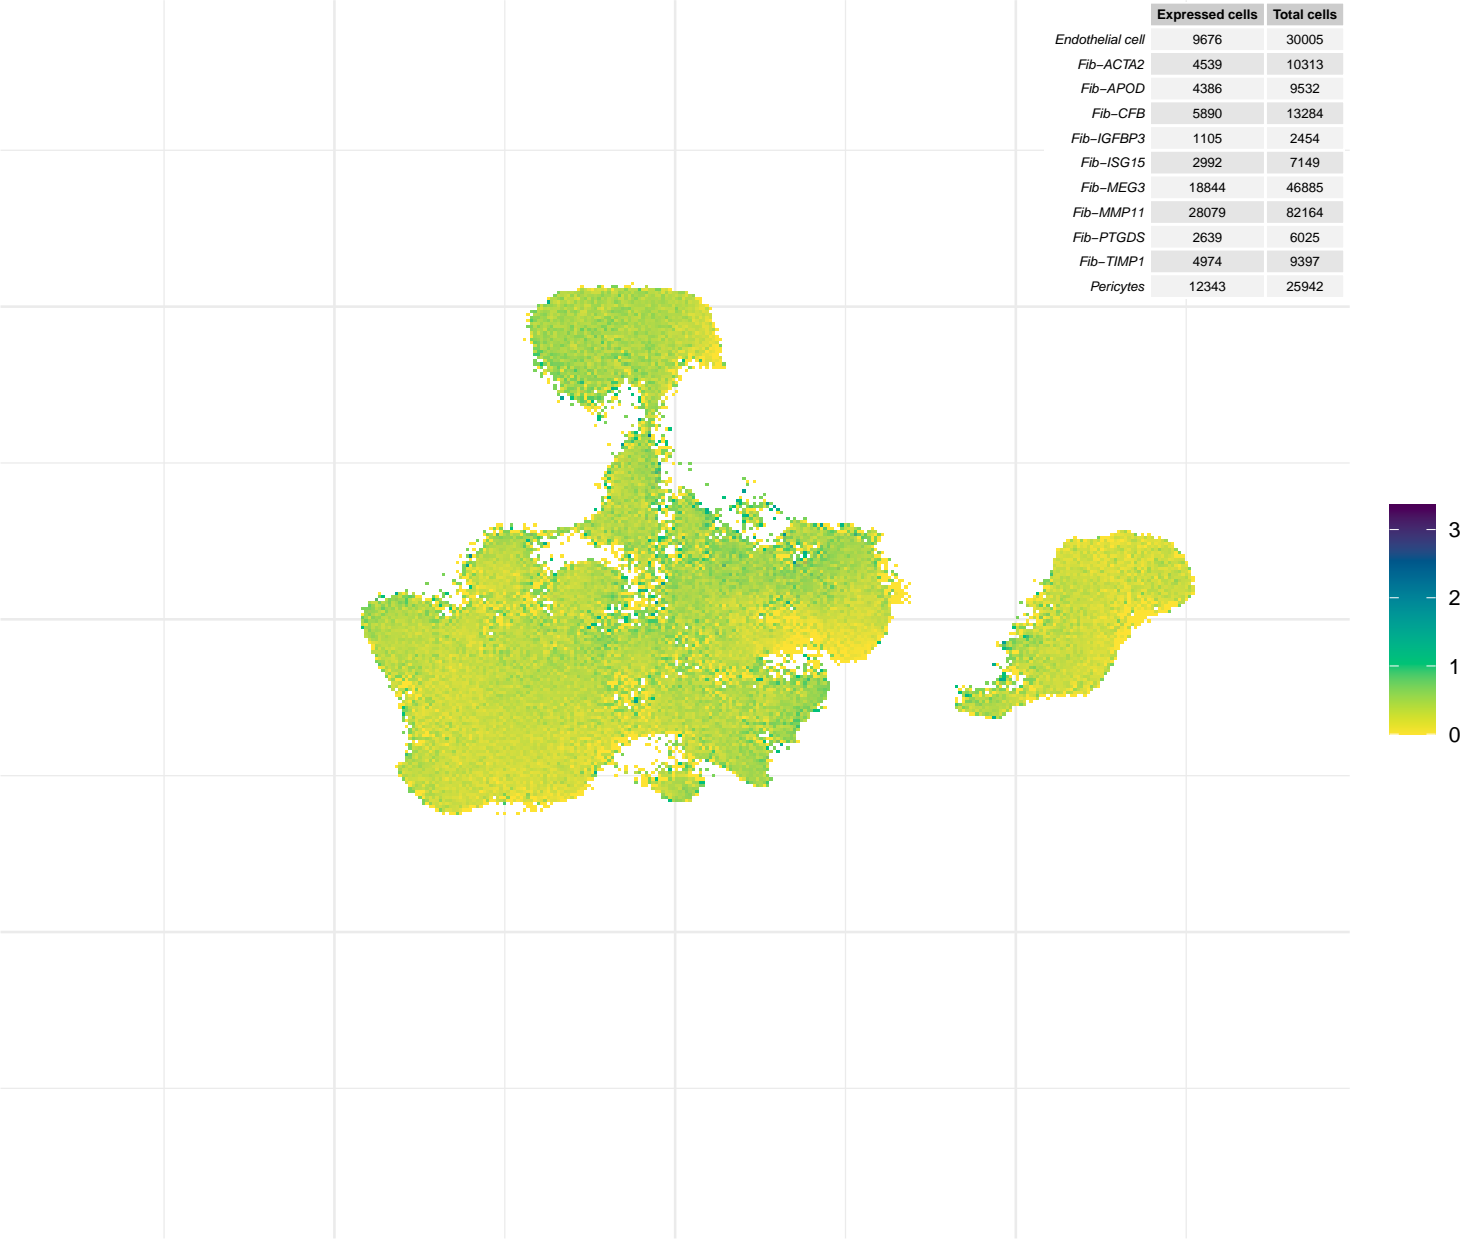 Expressed cells Total cells
Endothelial cell 9676 30005
Fib−ACTA2 4539 10313
Fib−APOD 4386 9532
Fib−CFB 5890 13284
Fib−IGFBP3 1105 2454
Fib−ISG15 2992 7149
Fib−MEG3 18844 46885
Fib−MMP11 28079 82164
Fib−PTGDS 2639 6025
Fib−TIMP1 4974 9397
Pericytes 12343 25942
3
2
1
0